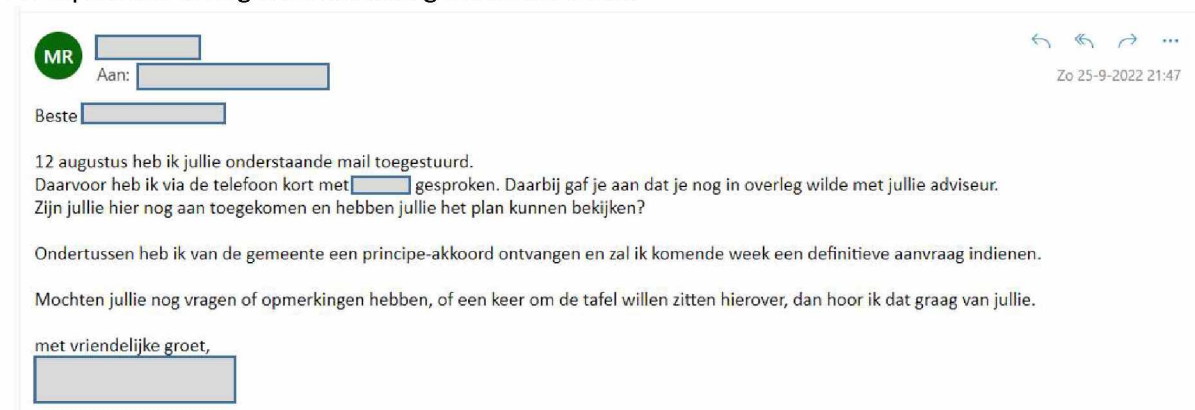 MR
Aan:
Zo 25-9-2022 21:47
Beste
12 augustus heb ik jullie onderstaande mail toegestuurd.
Daarvoor heb ik via de telefoon kort met gesproken. Daarbij gaf je aan dat je nog in overleg wilde met jullie adviseur.
Zijn jullie hier nog aan toegekomen en hebben jullie het plan kunnen bekijken?
Ondertussen heb ik van de gemeente een principe-akkoord ontvangen en zal ik komende week een definitieve aanvraag indienen.
Mochten jullie nog vragen of opmerkingen hebben, of een keer om de tafel willen zitten hierover, dan hoor ik dat graag van jullie.
met vriendelijke groet,